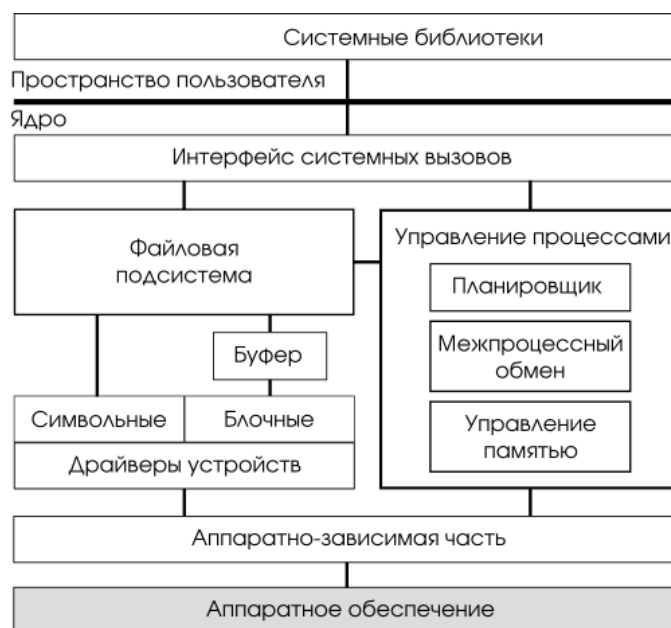 Системные библиотеки
Пространство пользователя
Ядро
Интерфейс системных вызовов
Файловая
подсистема
Управление процессами
Планировщик
Буфер
Межпроцессный
обмен
Символьные
Блочные
Управление
памятью
Драйверы устройств
Аппаратно-зависимая часть
Аппаратное обеспечение